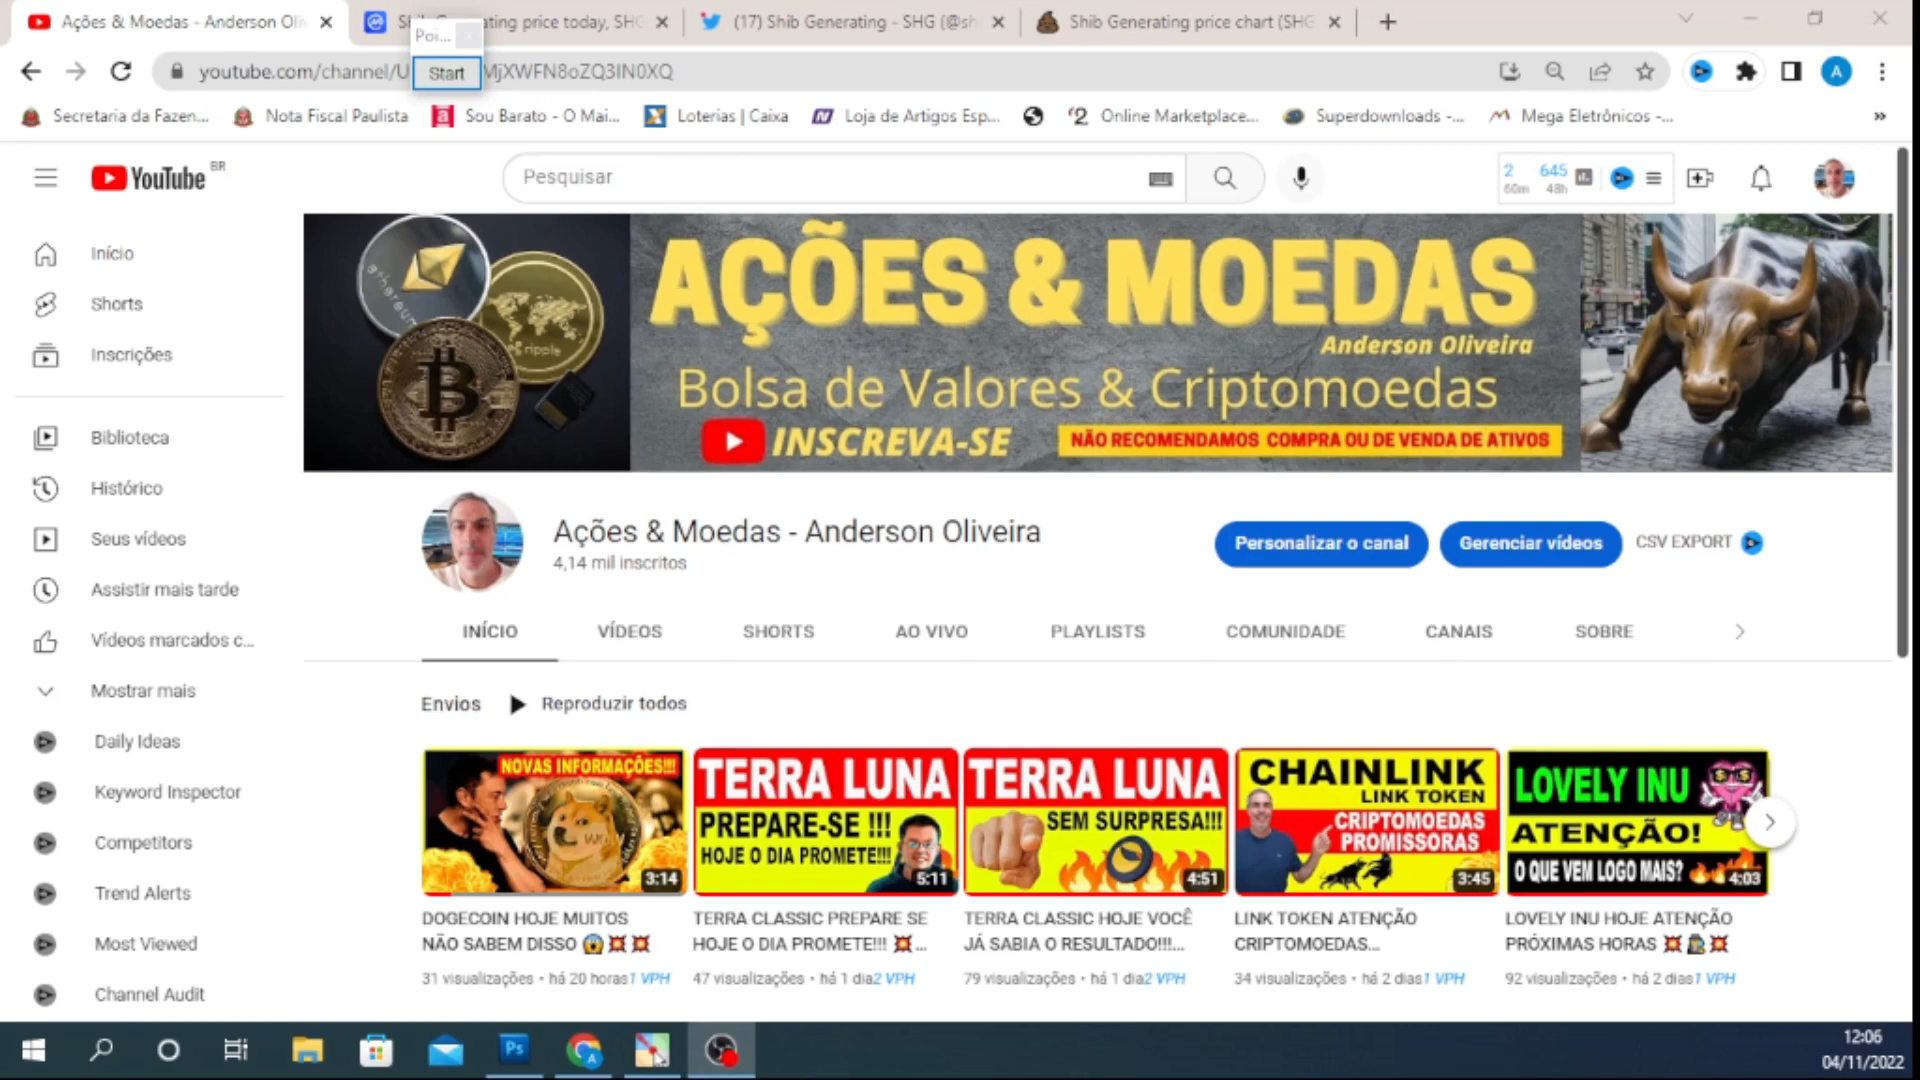 Ações & Moedas - Anderson Oli
Shib Generating price today, SHG
(17) Shib Generating - SHG (@sh
Shib Generating price chart (SHG
Poi...
Start
youtube.com/channel/U
MjXWFN8oZQ3IN0XQ
A
Secretaria da Fazen...
Nota Fiscal Paulista
a
Sou Barato - O Mai...
Loterias | Caixa
Loja de Artigos Esp...
Online Marketplace...
Superdownloads -...
Mega Eletrônicos -...
»
YouTube BR
Pesquisar
2
60m
645
48h
Início
Shorts
Inscrições
Biblioteca
Histórico
Seus vídeos
Assistir mais tarde
Vídeos marcados c...
Mostrar mais
Daily Ideas
Keyword Inspector
Competitors
Trend Alerts
Most Viewed
Channel Audit
ethereum
ripple
AÇÕES & MOEDAS
Anderson Oliveira
Bolsa de Valores & Criptomoedas
INSCREVA-SE
NÃO RECOMENDAMOS COMPRA OU DE VENDA DE ATIVOS
Ações & Moedas - Anderson Oliveira
4,14 mil inscritos
Personalizar o canal
Gerenciar vídeos
CSV EXPORT
INÍCIO
VÍDEOS
SHORTS
AO VIVO
PLAYLISTS
COMUNIDADE
CANAIS
SOBRE
Envios
Reproduzir todos
NOVAS INFORMAÇÕES!!!
3:14
DOGECOIN HOJE MUITOS
NÃO SABEM DISSO 😱💥💥
31 visualizações • há 20 horas1 VPH
TERRA LUNA
PREPARE-SE !!!
HOJE O DIA PROMETE!!!
5:11
TERRA CLASSIC PREPARE SE
HOJE O DIA PROMETE!!! 💥...
47 visualizações • há 1 dia2 VPH
TERRA LUNA
SEM SURPRESA!!!
4:51
TERRA CLASSIC HOJE VOCÊ
JÁ SABIA O RESULTADO!!!...
79 visualizações • há 1 dia2 VPH
CHAINLINK
LINK TOKEN
CRIPTOMOEDAS
PROMISSORAS
3:45
LINK TOKEN ATENÇÃO
CRIPTOMOEDAS...
34 visualizações • há 2 dias1 VPH
LOVELY INU
ATENÇÃO!
O QUE VEM LOGO MAIS?
4:03
LOVELY INU HOJE ATENÇÃO
PRÓXIMAS HORAS 💥🕵💥
92 visualizações • há 2 dias1 VPH
Ps
A
12:06
04/11/2022